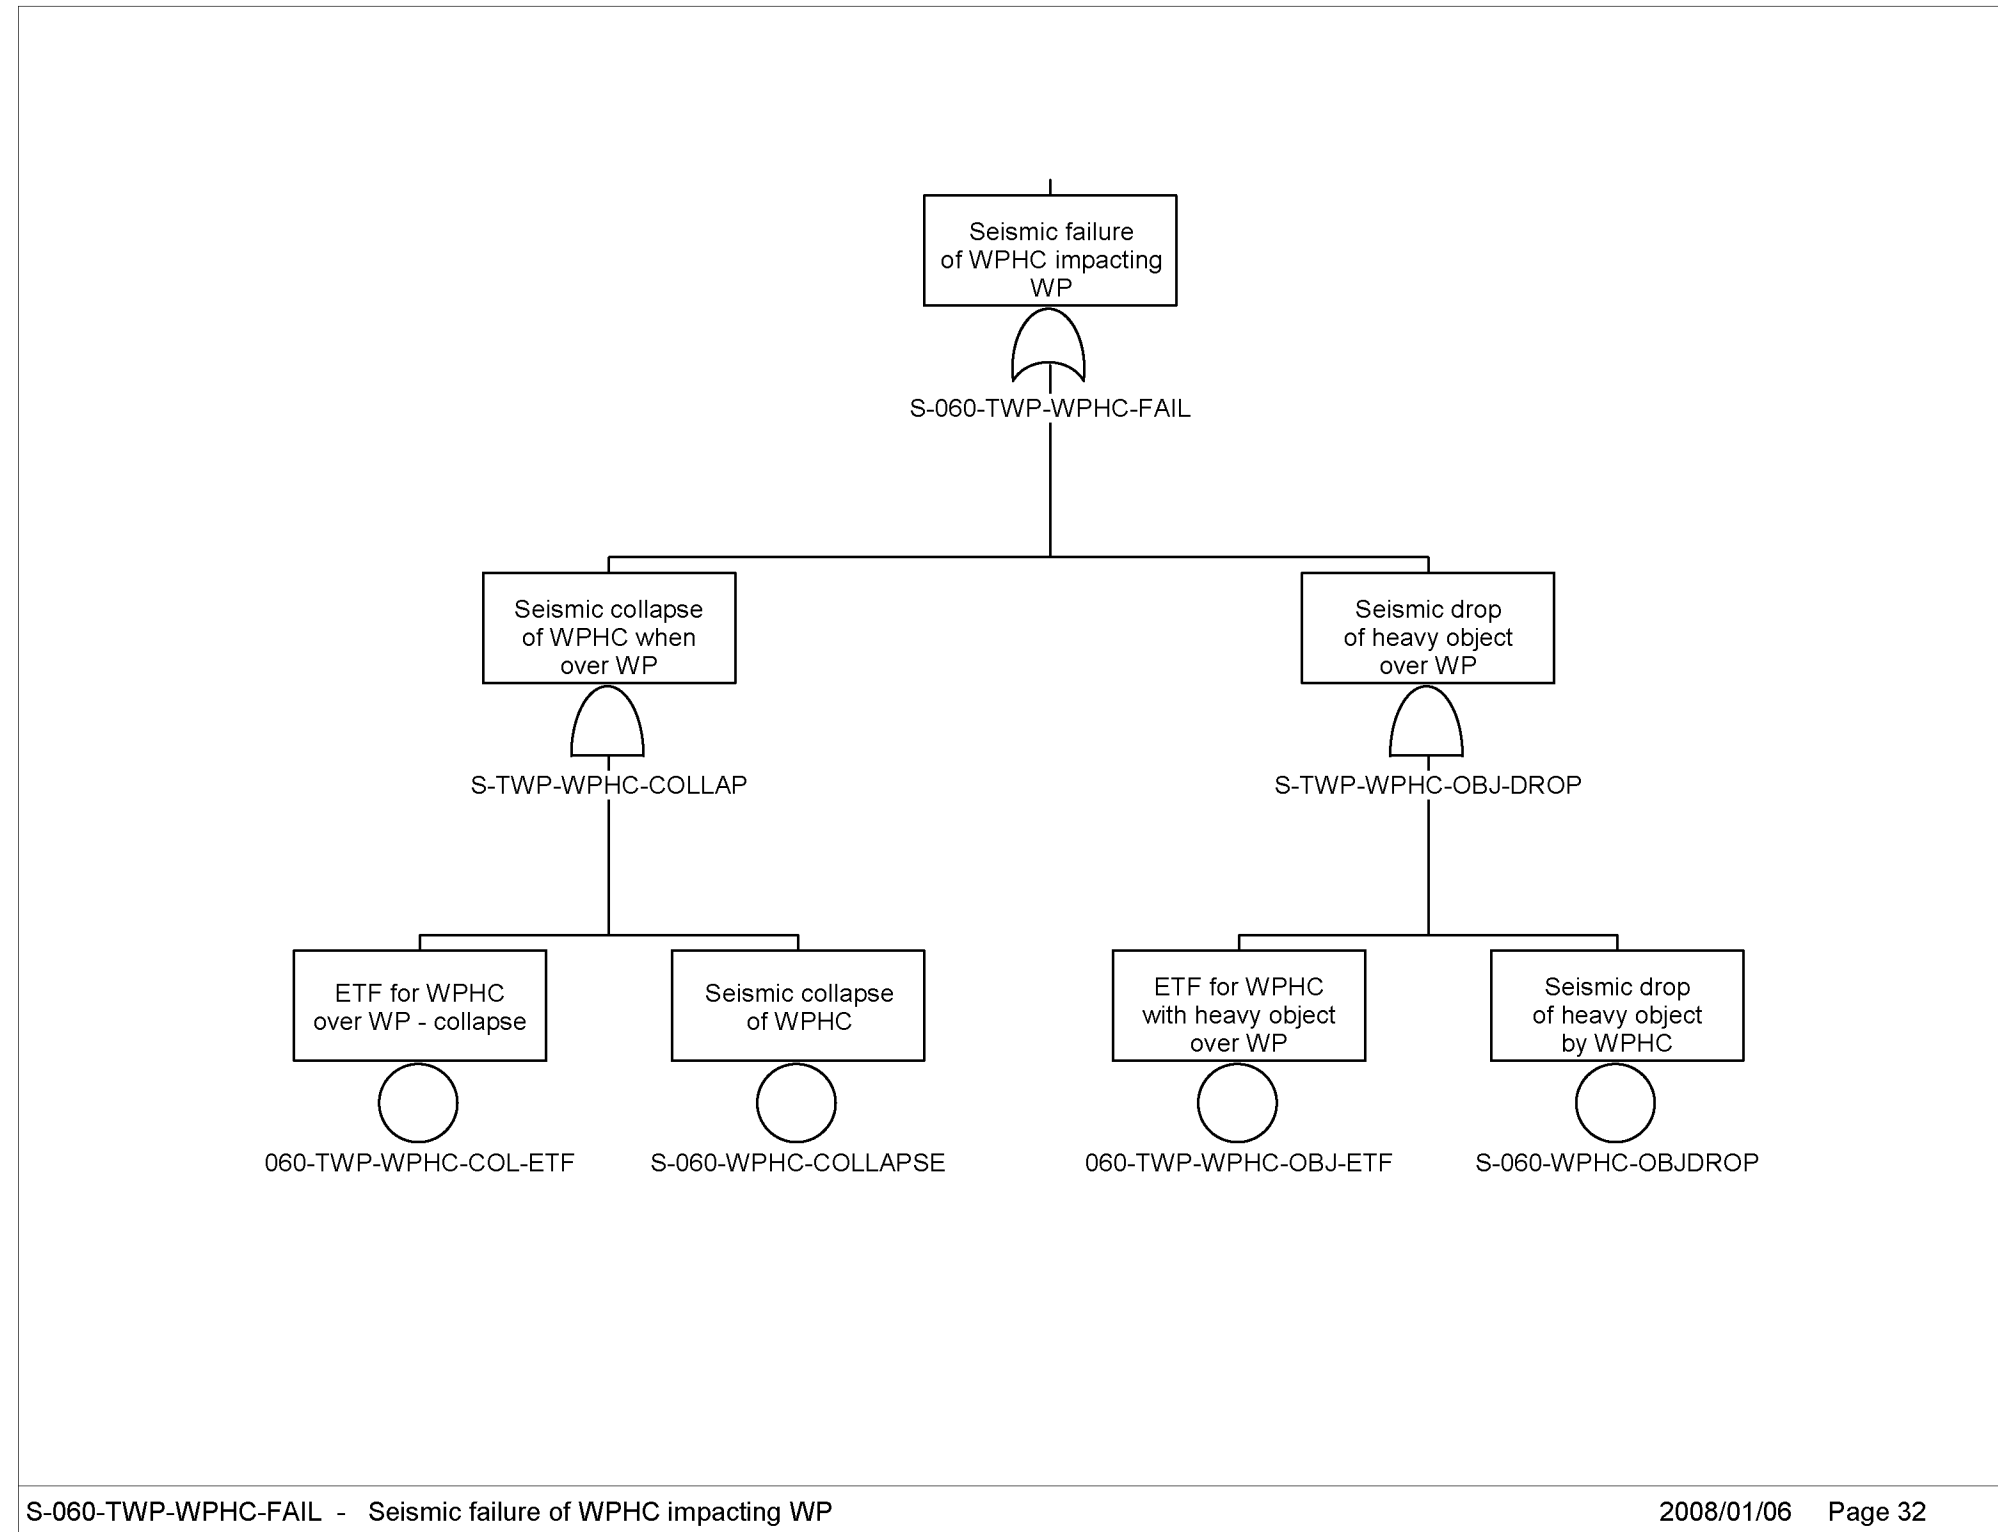 Seismic failure
of WPHC impacting
WP
S-060-TWP-WPHC-FAIL
Seismic collapse
of WPHC when
over WP
S-TWP-WPHC-COLLAP
Seismic drop
of heavy object
over WP
S-TWP-WPHC-OBJ-DROP
ETF for WPHC
over WP - collapse
060-TWP-WPHC-COL-ETF
Seismic collapse
of WPHC
S-060-WPHC-COLLAPSE
ETF for WPHC
with heavy object
over WP
060-TWP-WPHC-OBJ-ETF
Seismic drop
of heavy object
by WPHC
S-060-WPHC-OBJDROP
S-060-TWP-WPHC-FAIL - Seismic failure of WPHC impacting WP
2008/01/06 Page 32